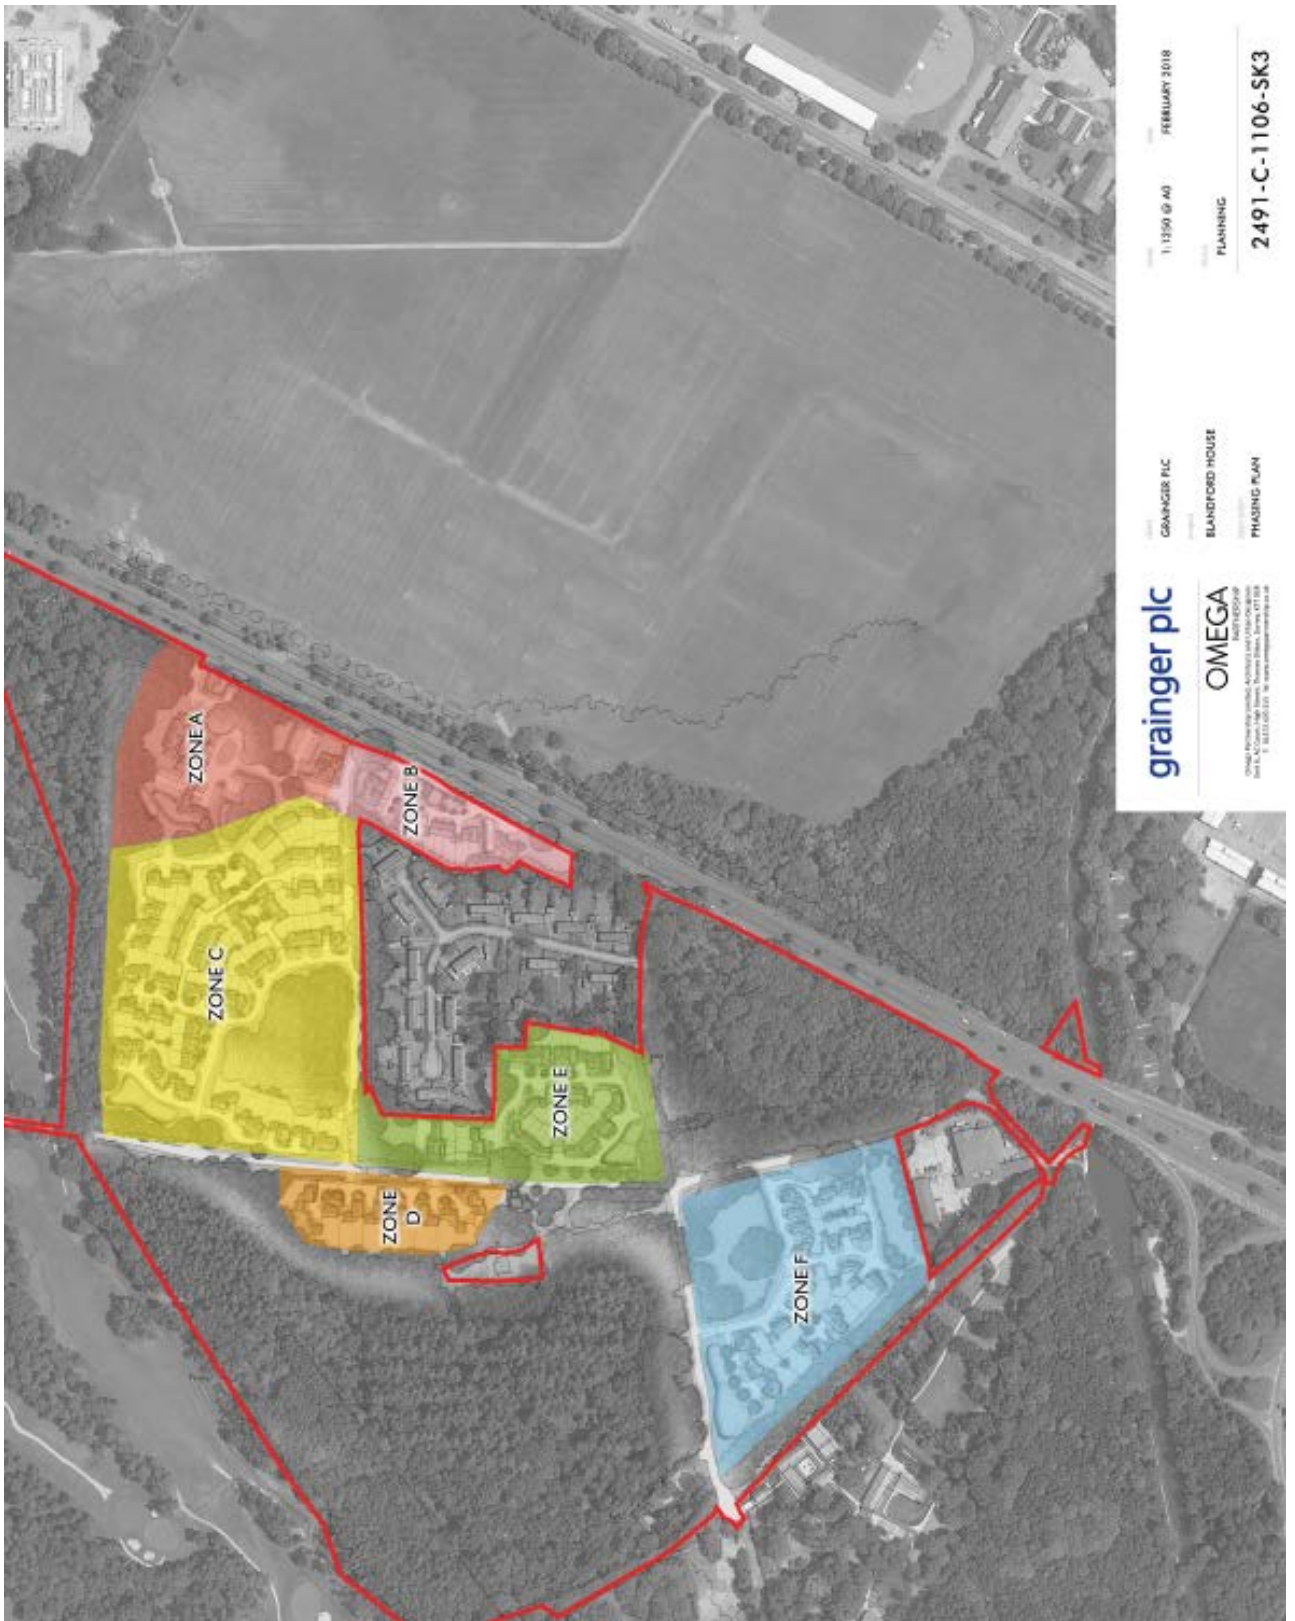 ZONE A
ZONE B
ZONE C
ZONE D
ZONE E
ZONE F
grainger plc
OMEGA
PARTNERSHIP
GRAINGER PLC
BLANDFORD HOUSE
PHASING PLAN
1:1250 @ A0
FEBRUARY 2018
PLANNING
2491-C-1106-SK3